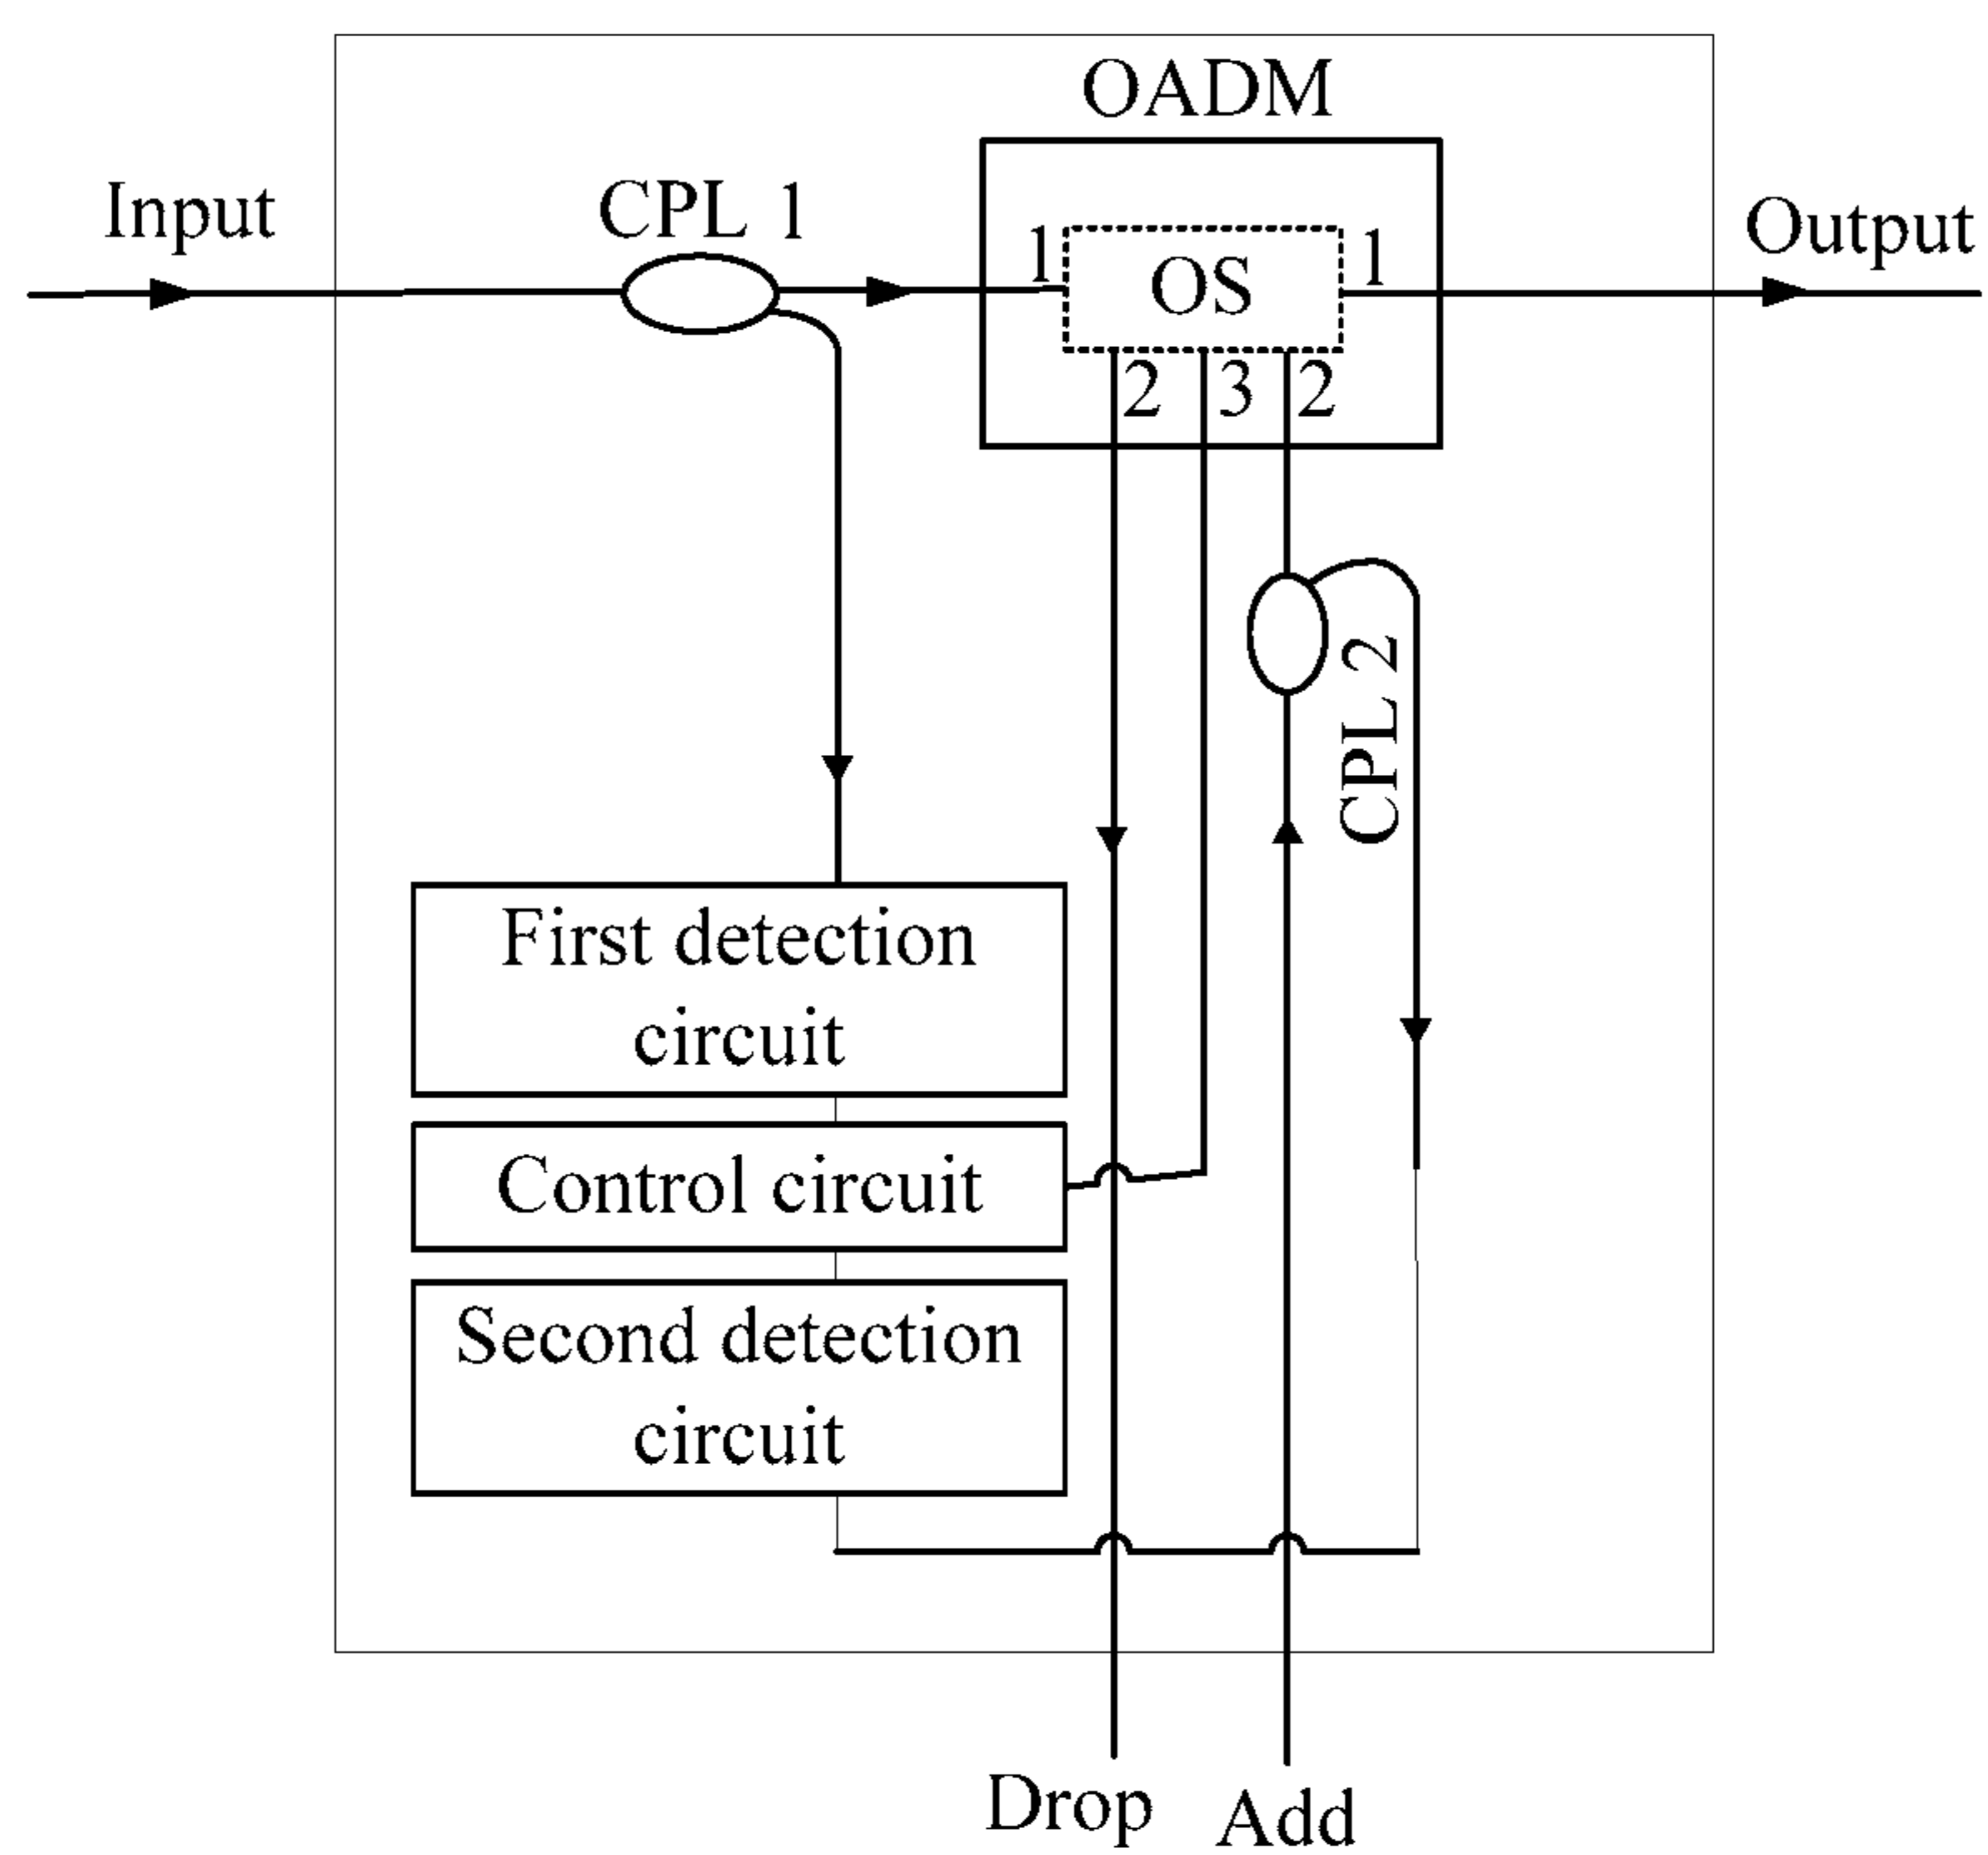 OADM
Input
CPL 1
Output
1
OS
1
2
3
2
CPL 2
First detection
circuit
Control circuit
Second detection
circuit
Drop
Add